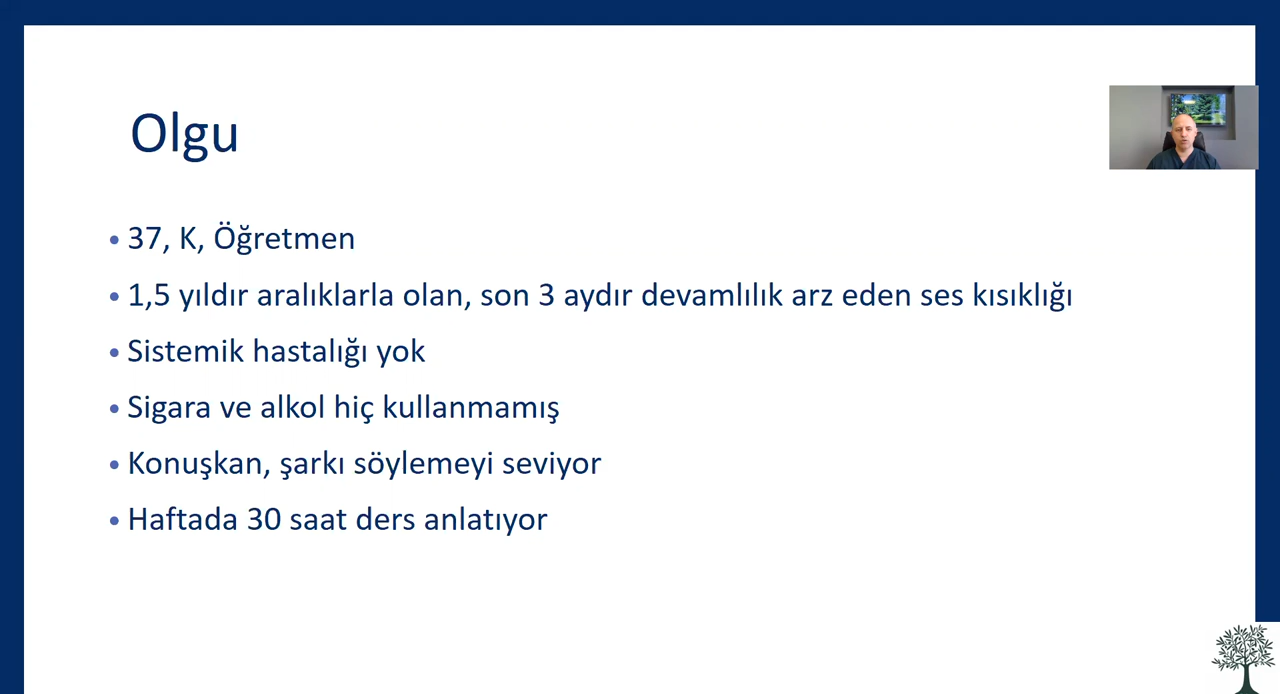 Olgu
• 37, K, Öğretmen
• 1,5 yıldır aralıklarla olan, son 3 aydır devamlılık arz eden ses kısıklığı
• Sistemik hastalığı yok
• Sigara ve alkol hiç kullanmamış
• Konuşkan, şarkı söylemeyi seviyor
• Haftada 30 saat ders anlatıyor